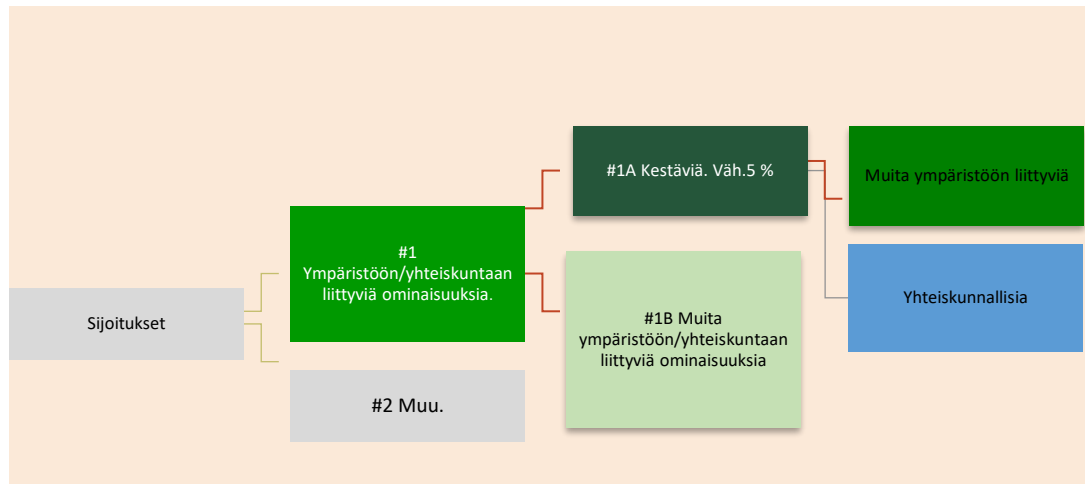 Sijoitukset
#1
Ympäristöön/yhteiskuntaan
liittyviä ominaisuuksia.
#2 Muu.
#1A Kestäviä. Väh.5 %
#1B Muita
ympäristöön/yhteiskuntaan
liittyviä ominaisuuksia
Muita ympäristöön liittyviä
Yhteiskunnallisia